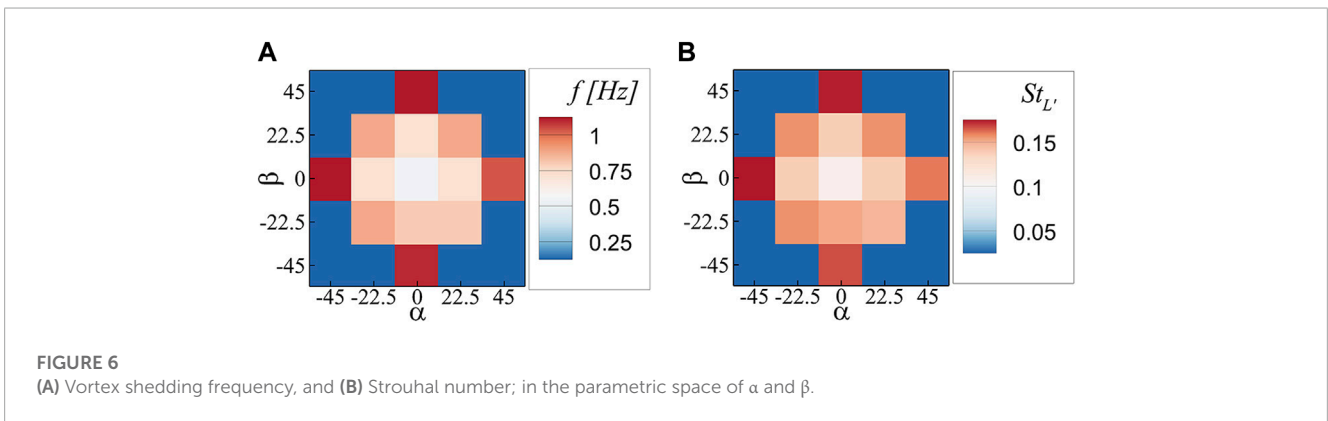 A
f [Hz]
1
0.75
0.5
0.25
45
22.5
0
-22.5
-45
β
-45 -22.5 0 22.5 45
α
B
St_L'
0.15
0.1
0.05
45
22.5
0
-22.5
-45
β
-45 -22.5 0 22.5 45
α
FIGURE 6
(A) Vortex shedding frequency, and (B) Strouhal number; in the parametric space of α and β.